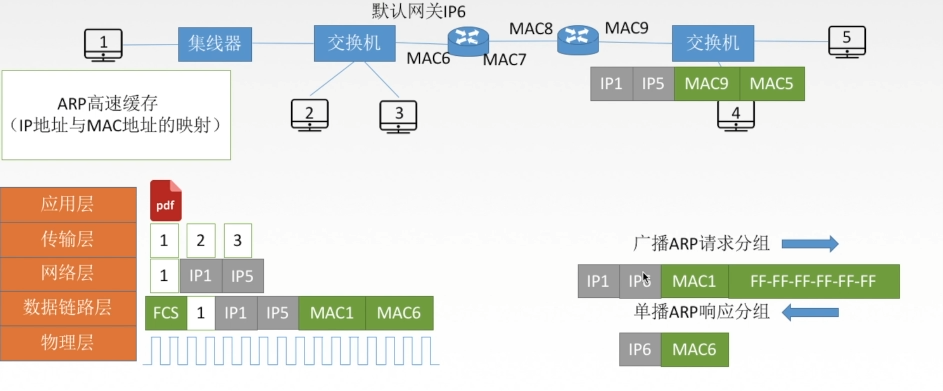 默认网关IP6
1
集线器
交换机
MAC6
MAC7
MAC8
MAC9
交换机
5
IP1 IP5 MAC9 MAC5
2
3
4
ARP高速缓存
（IP地址与MAC地址的映射）
应用层
pdf
传输层
1 2 3
网络层
1 IP1 IP5
数据链路层
FCS 1 IP1 IP5 MAC1 MAC6
物理层
广播ARP请求分组
IP1 IP6 MAC1 FF-FF-FF-FF-FF-FF
单播ARP响应分组
IP6 MAC6